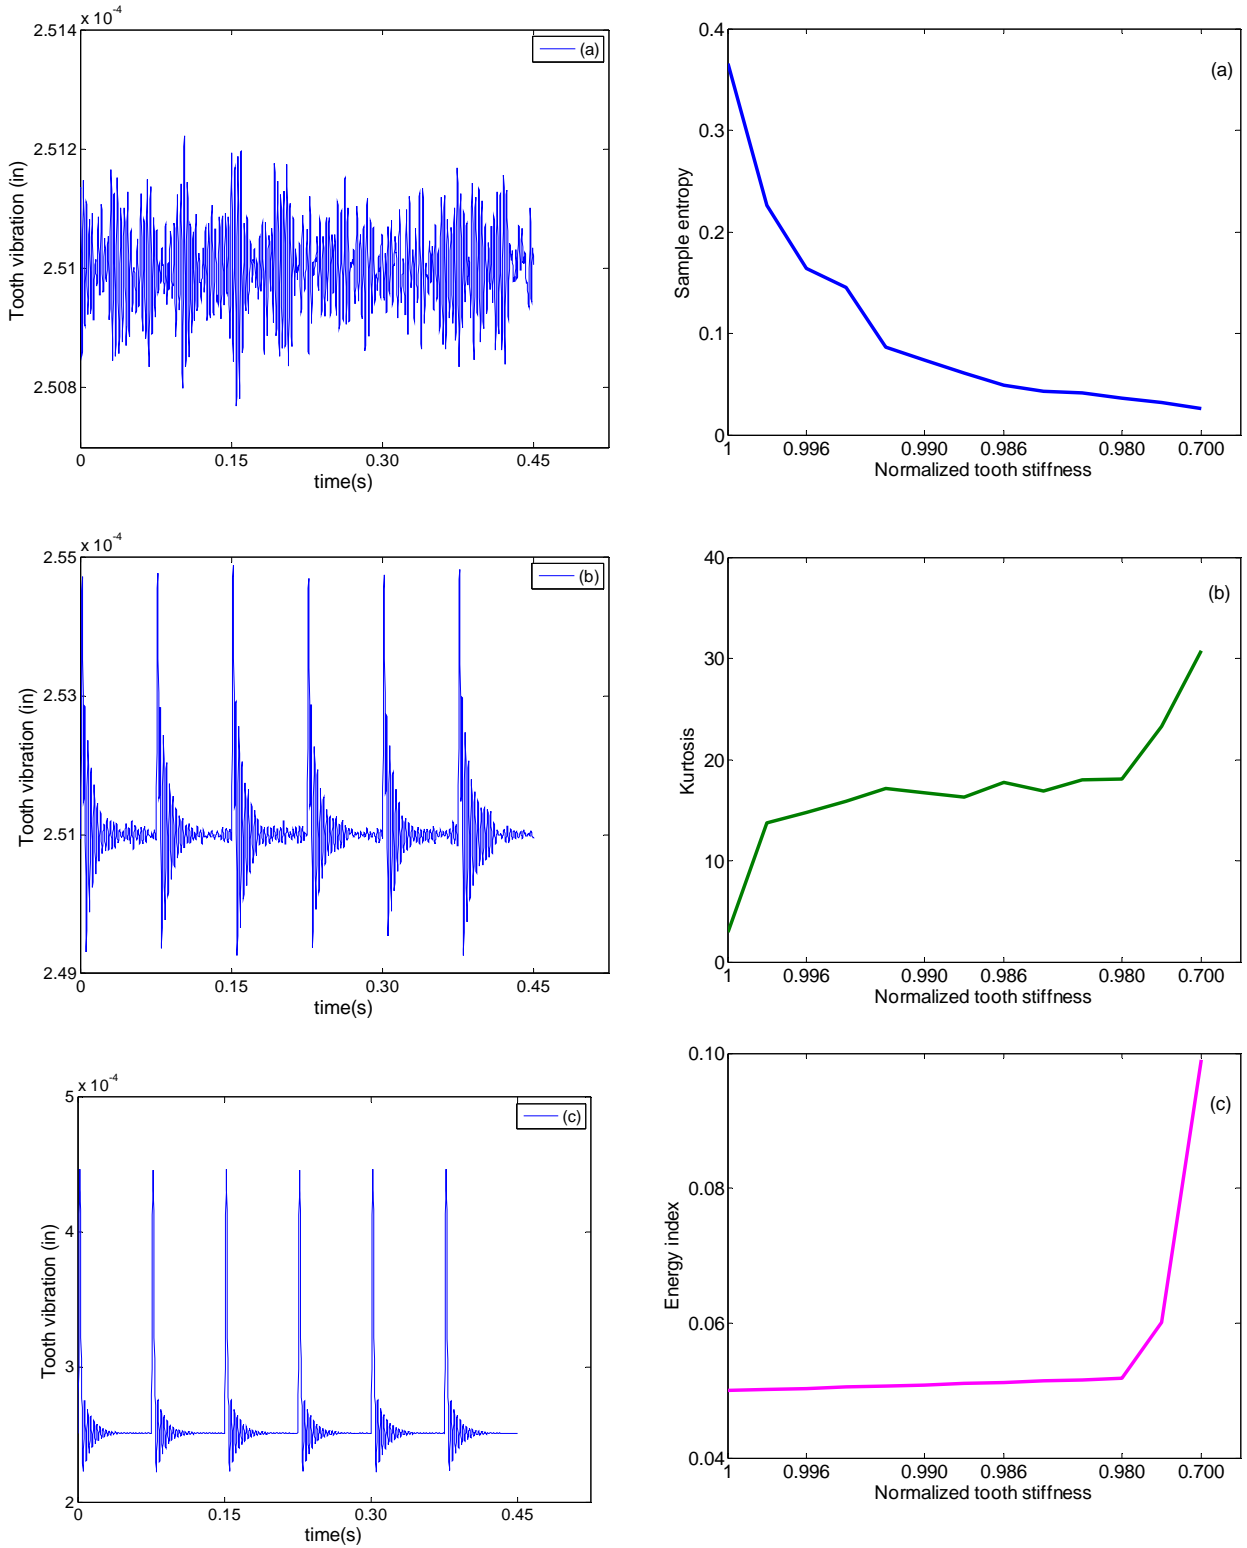 x 10-4
2.514
2.512
2.51
2.508
Tooth vibration (in)
(a)
0 0.15 0.30 0.45
time(s)
0.4
0.3
0.2
0.1
0
Sample entropy
(a)
1 0.996 0.990 0.986 0.980 0.700
Normalized tooth stiffness
x 10-4
2.55
2.53
2.51
2.49
Tooth vibration (in)
(b)
0 0.15 0.30 0.45
time(s)
40
30
20
10
0
Kurtosis
(b)
1 0.996 0.990 0.986 0.980 0.700
Normalized tooth stiffness
x 10-4
5
4
3
2
Tooth vibration (in)
(c)
0 0.15 0.30 0.45
time(s)
0.10
0.08
0.06
0.04
Energy index
(c)
1 0.996 0.990 0.986 0.980 0.700
Normalized tooth stiffness